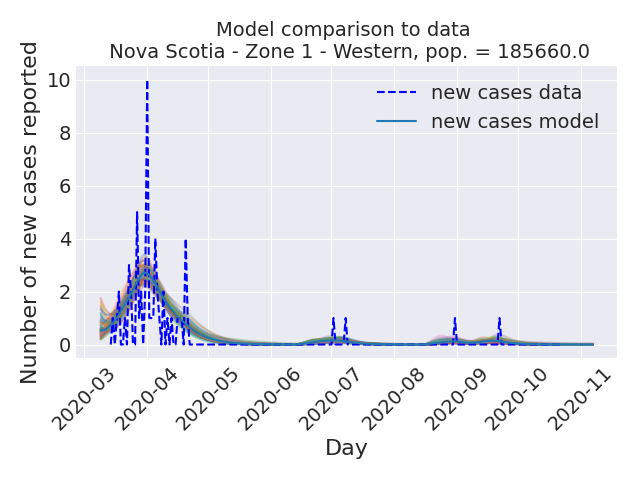 Model comparison to data
Nova Scotia - Zone 1 - Western, pop. = 185660.0
Number of new cases reported
10
8
6
4
2
0
new cases data
new cases model
2020-03
2020-04
2020-05
2020-06
2020-07
2020-08
2020-09
2020-10
2020-11
Day